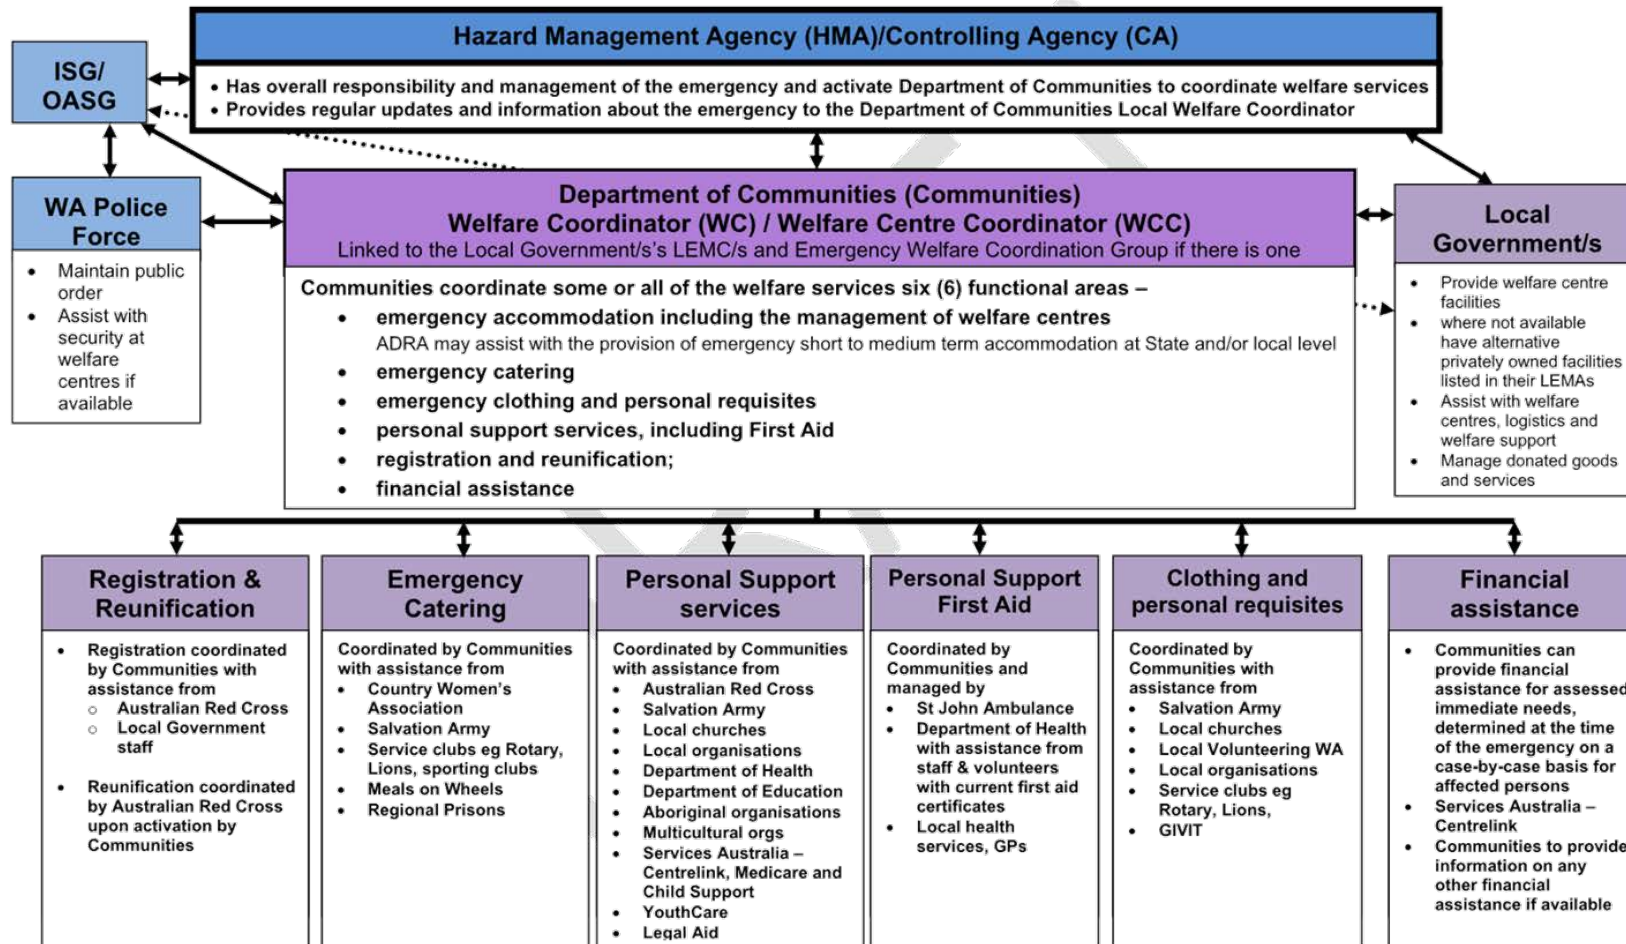 Hazard Management Agency (HMA)/Controlling Agency (CA)
• Has overall responsibility and management of the emergency and activate Department of Communities to coordinate welfare services
• Provides regular updates and information about the emergency to the Department of Communities Local Welfare Coordinator
ISG/
OASG
WA Police
Force
• Maintain public
order
• Assist with
security at
welfare
centres if
available
Department of Communities (Communities)
Welfare Coordinator (WC) / Welfare Centre Coordinator (WCC)
Linked to the Local Government/s's LEMC/s and Emergency Welfare Coordination Group if there is one
Communities coordinate some or all of the welfare services six (6) functional areas –
• emergency accommodation including the management of welfare centres
ADRA may assist with the provision of emergency short to medium term accommodation at State and/or local level
• emergency catering
• emergency clothing and personal requisites
• personal support services, including First Aid
• registration and reunification;
• financial assistance
Local
Government/s
• Provide welfare centre
facilities
• where not available
have alternative
privately owned facilities
listed in their LEMAs
• Assist with welfare
centres, logistics and
welfare support
• Manage donated goods
and services
Registration &
Reunification
• Registration coordinated
by Communities with
assistance from
o Australian Red Cross
o Local Government
staff
• Reunification coordinated
by Australian Red Cross
upon activation by
Communities
Emergency
Catering
Coordinated by Communities
with assistance from
• Country Women's
Association
• Salvation Army
• Service clubs eg Rotary,
Lions, sporting clubs
• Meals on Wheels
• Regional Prisons
Personal Support
services
Coordinated by Communities
with assistance from
• Australian Red Cross
• Salvation Army
• Local churches
• Local organisations
• Department of Health
• Department of Education
• Aboriginal organisations
• Multicultural orgs
• Services Australia –
Centrelink, Medicare and
Child Support
• YouthCare
• Legal Aid
Personal Support
First Aid
Coordinated by
Communities and
managed by
• St John Ambulance
• Department of Health
with assistance from
staff & volunteers
with current first aid
certificates
• Local health
services, GPs
Clothing and
personal requisites
Coordinated by
Communities with
assistance from
• Salvation Army
• Local churches
• Local Volunteering WA
• Local organisations
• Service clubs eg
Rotary, Lions,
• GIVIT
Financial
assistance
• Communities can
provide financial
assistance for assessed
immediate needs,
determined at the time
of the emergency on a
case-by-case basis for
affected persons
• Services Australia –
Centrelink
• Communities to provide
information on any
other financial
assistance if available